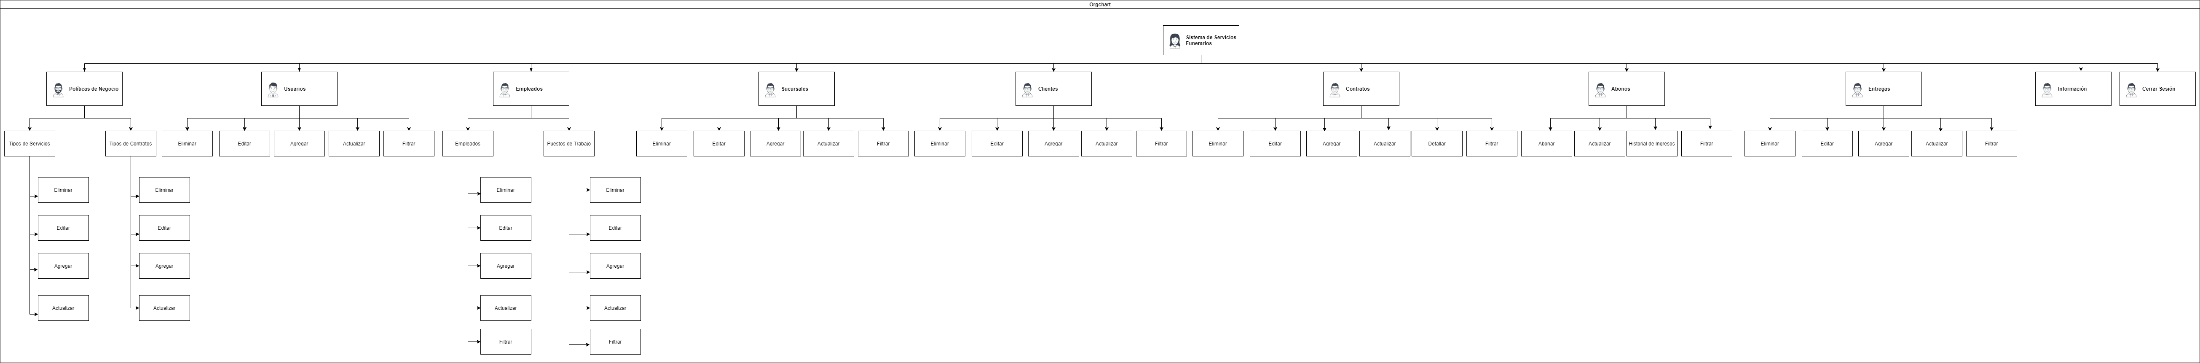 Orgchart
Sistema de Servicios
Funerarios
Políticas de Negocio
Usuarios
Empleados
Sucursales
Clientes
Contratos
Abonos
Entregas
Información
Cerrar Sesión
Tipos de Servicios
Tipos de Contratos
Eliminar
Editar
Agregar
Actualizar
Filtrar
Empleados
Puestos de Trabajo
Eliminar
Editar
Agregar
Actualizar
Filtrar
Eliminar
Editar
Agregar
Actualizar
Filtrar
Eliminar
Editar
Agregar
Actualizar
Detallar
Filtrar
Abonar
Actualizar
Historial de Ingresos
Filtrar
Eliminar
Editar
Agregar
Actualizar
Filtrar
Eliminar
Eliminar
Eliminar
Eliminar
Editar
Editar
Editar
Editar
Agregar
Agregar
Agregar
Agregar
Actualizar
Actualizar
Actualizar
Actualizar
Filtrar
Filtrar